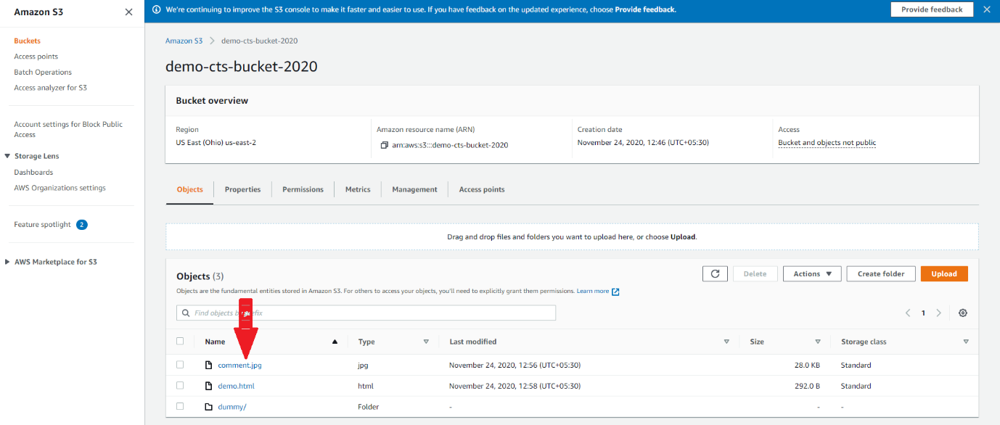 Amazon S3
We're continuing to improve the S3 console to make it faster and easier to use. If you have feedback on the updated experience, choose Provide feedback.
Provide feedback
Buckets
Access points
Batch Operations
Access analyzer for S3
Account settings for Block Public
Access
Storage Lens
Dashboards
AWS Organizations settings
Feature spotlight 2
AWS Marketplace for S3
Amazon S3 demo-cts-bucket-2020
demo-cts-bucket-2020
Bucket overview
Region Amazon resource name (ARN) Creation date Access
US East (Ohio) us-east-2 arn:aws:s3:::demo-cts-bucket-2020 November 24, 2020, 12:46 (UTC+05:30) Bucket and objects not public
Objects Properties Permissions Metrics Management Access points
Drag and drop files and folders you want to upload here, or choose Upload.
Objects (3) Delete Actions Create folder Upload
Objects are the fundamental entities stored in Amazon S3. For others to access your objects, you'll need to explicitly grant them permissions. Learn more
Find objects 1
Name Type Last modified Size Storage class
comment.jpg jpg November 24, 2020, 12:56 (UTC+05:30) 28.0 KB Standard
demo.html html November 24, 2020, 12:58 (UTC+05:30) 292.0 B Standard
dummy/ Folder - - -